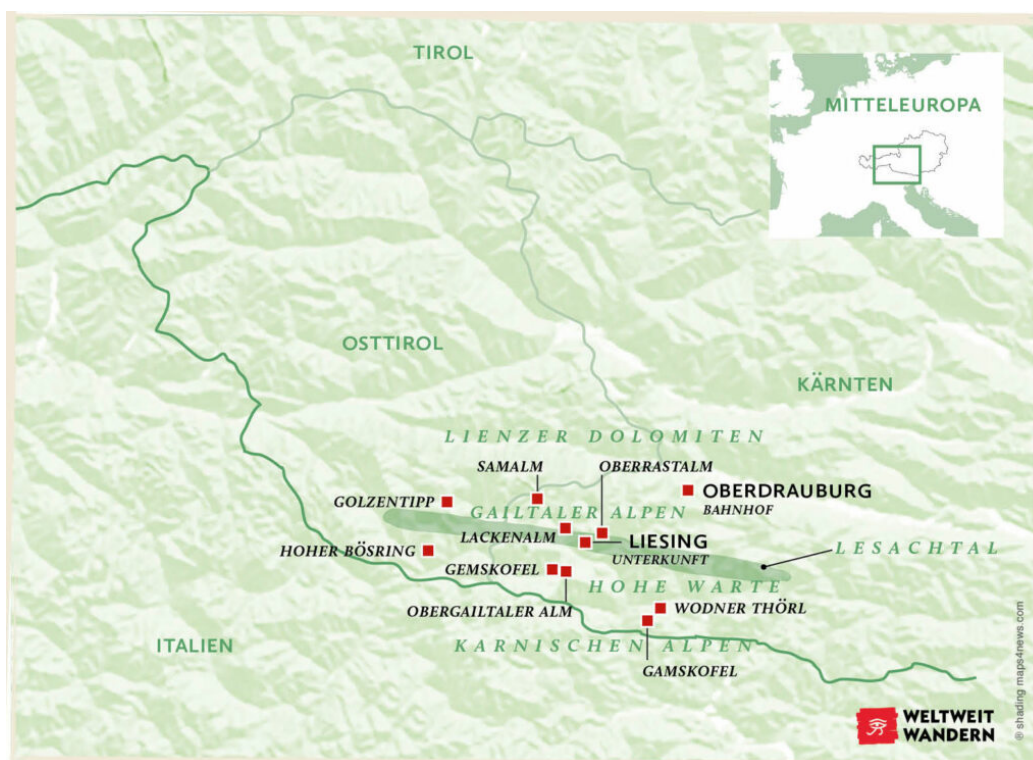 TIROL
MITTELEUROPA
OSTTIROL
KÄRNTEN
LIENZER DOLOMITEN
SAMALM
OBERRASTALM
GOLZENTIPP
OBERDRAUBURG
BAHNHOF
GAILTALER ALPEN
LACKENALM
LIESING
UNTERKUNFT
HOHER BÖSRING
LESACHTAL
GEMSKOFEL
HOHE WARTE
OBERGAILTALER ALM
WODNER THÖRL
ITALIEN
KARNISCHEN ALPEN
GAMSKOFEL
WELTWEIT
WANDERN
® shading maps4news.com